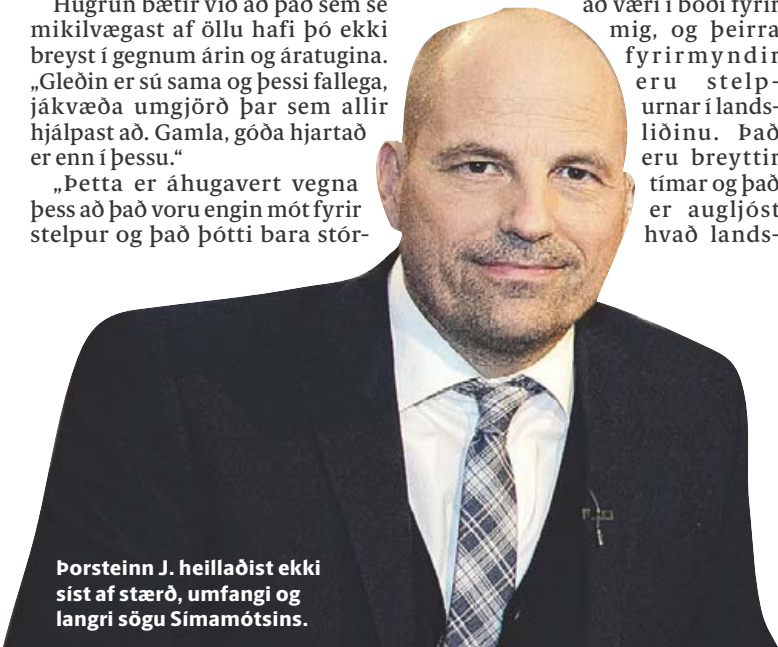 Hugrún bætir við að það sem sé
mikilvægast af öllu hafi þó ekki
breyst í gegnum árin og áratugina.
„Gleðin er sú sama og þessi fallega,
jákvæða umgjörð þar sem allir
hjálpast að. Gamla, góða hjartað
er enn í þessu.“
„Þetta er áhugavert vegna
þess að það voru engin mót fyrir
stelpur og það þótti bara stór-
að væri í boði fyrir
mig, og þeirra
fyrirmyndir
eru stelp-
urnar í lands-
liðinu. Það
eru breyttir
tímar og það
er augljóst
hvað lands-
Þorsteinn J. heillaðist ekki
síst af stærð, umfangi og
langri sögu Símamótsins.